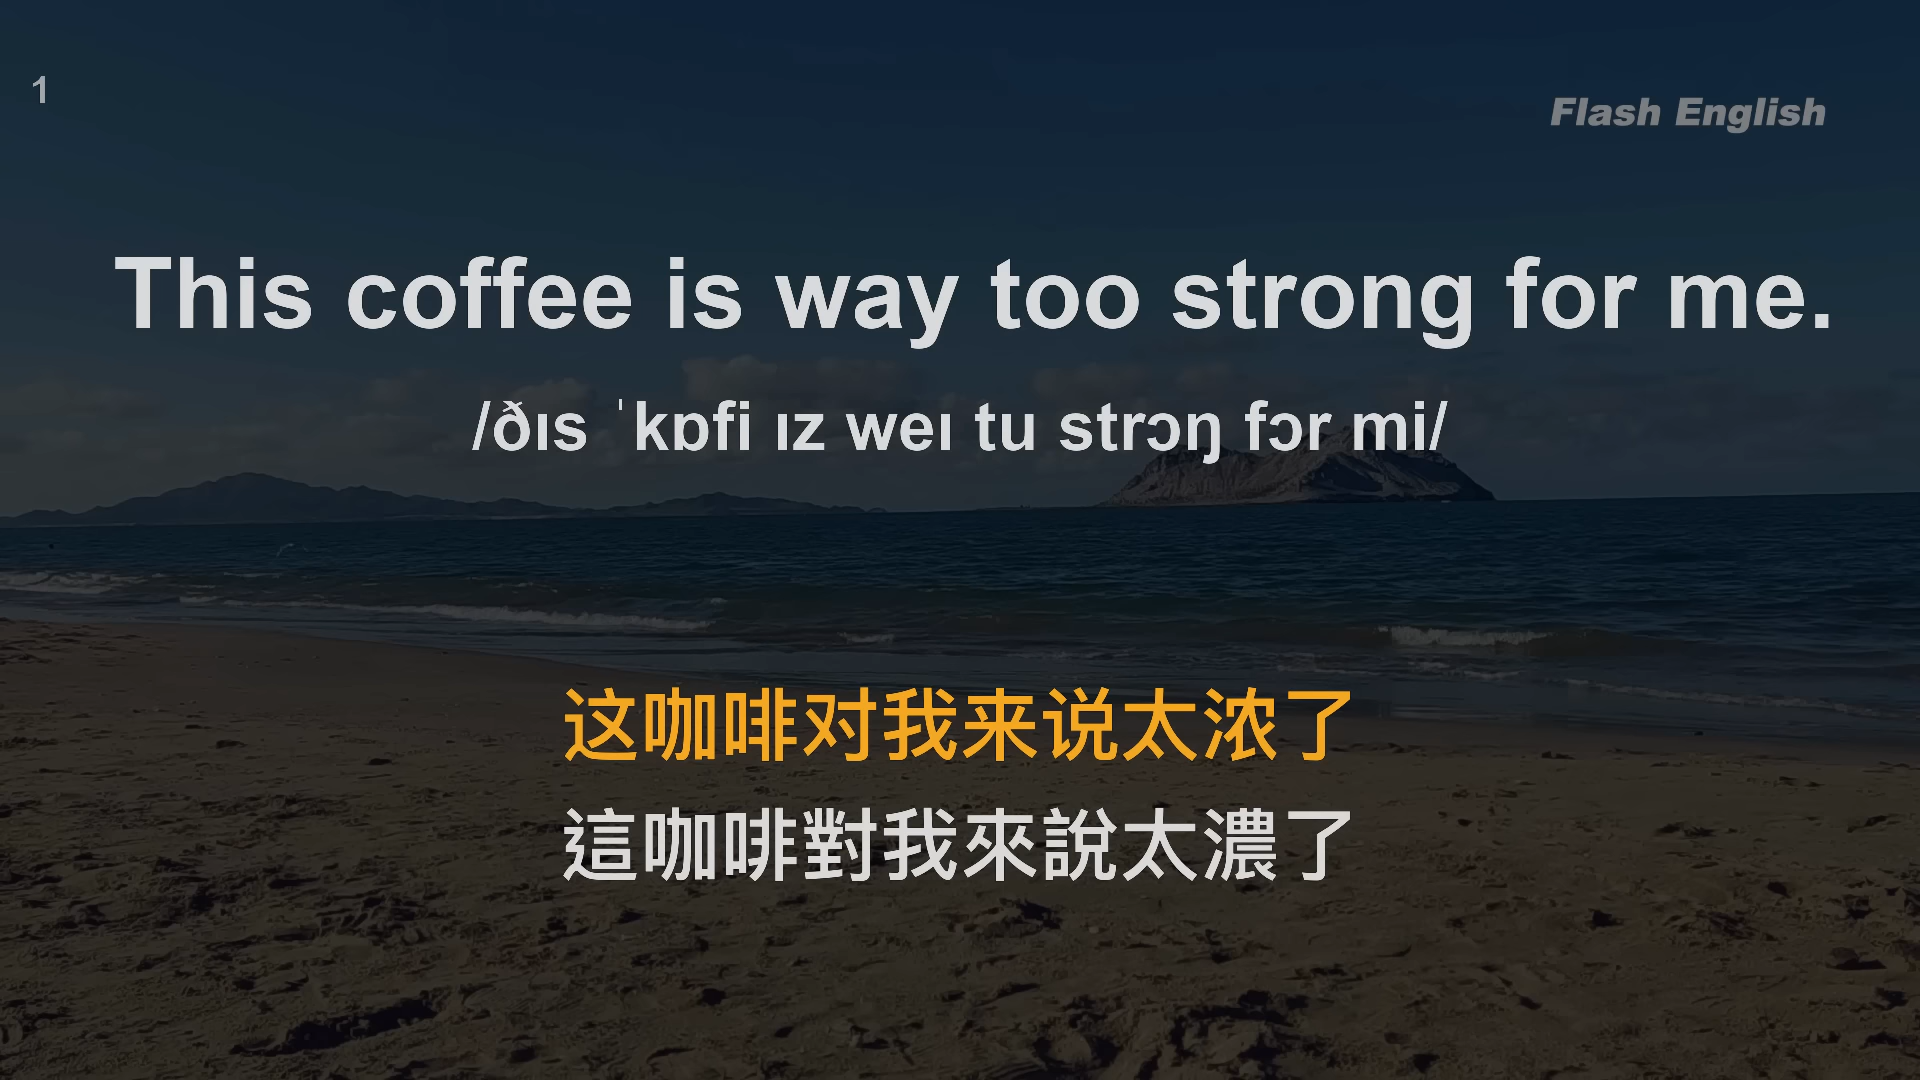 1
Flash English
This coffee is way too strong for me.
/ðɪs ˈkɒfi ɪz weɪ tu strɔŋ fɔr mi/
这咖啡对我来说太浓了
這咖啡對我來說太濃了